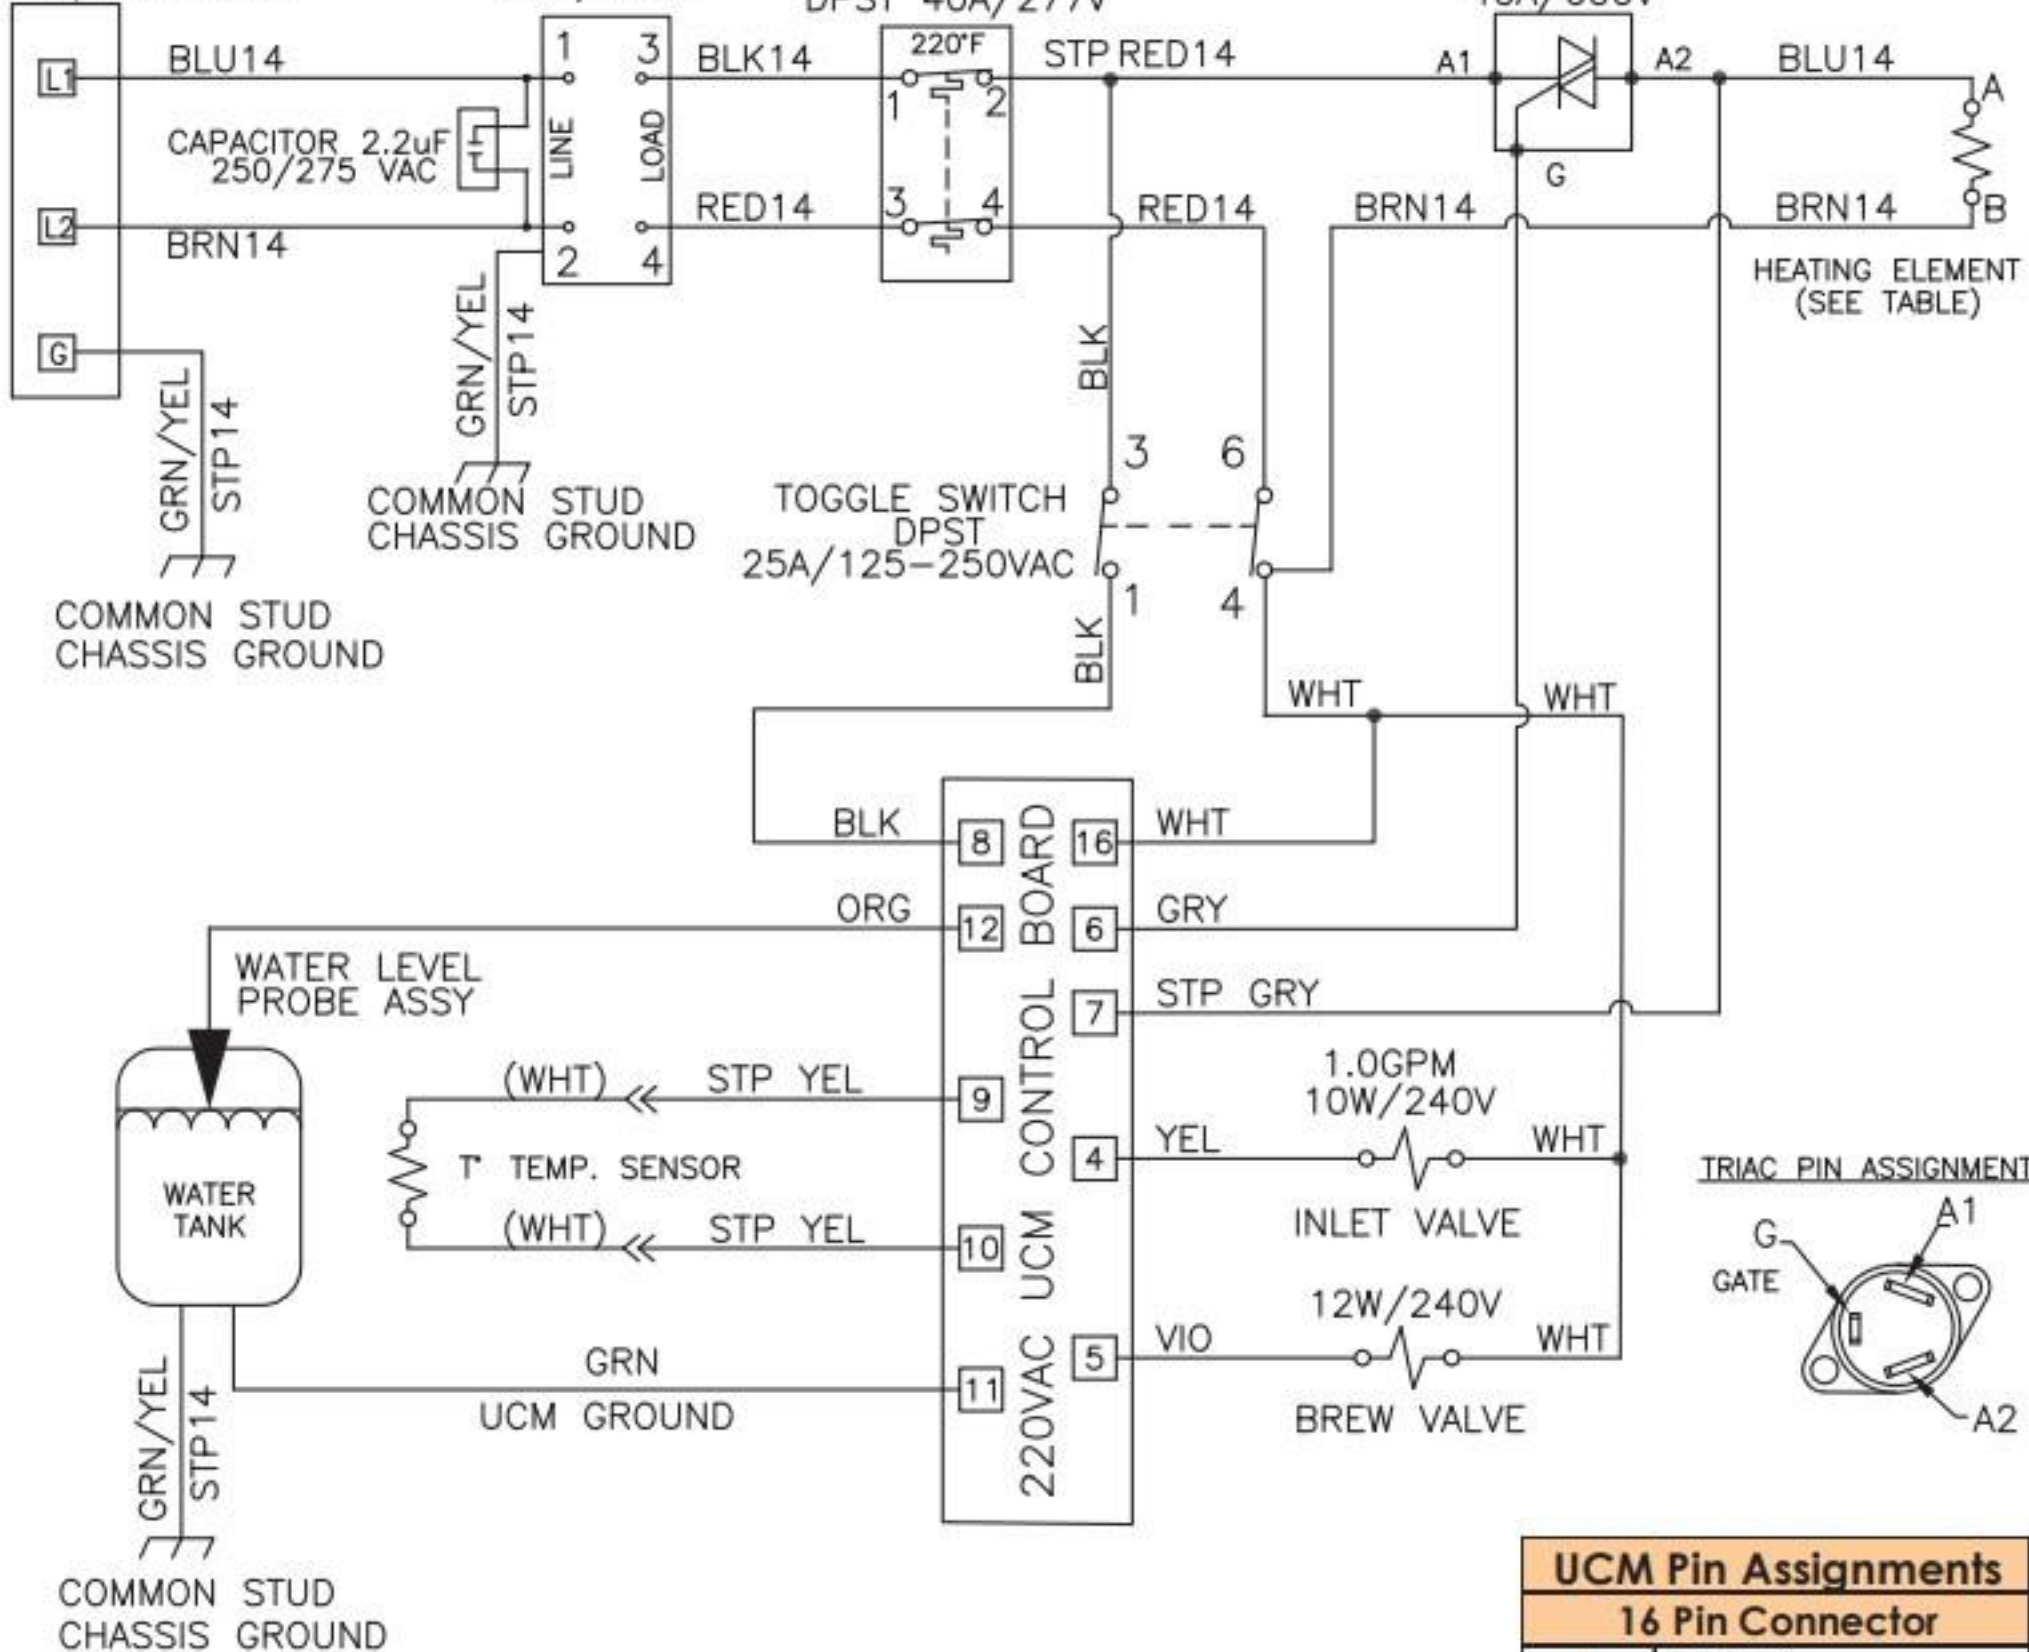 DPST 40A/277V
L1
BLU14
1
3
BLK14
220°F
STP RED14
A1
A2
BLU14
A
1
2
CAPACITOR 2.2uF
250/275 VAC
LINE
LOAD
G
L2
BRN14
RED14
3
4
RED14
BRN14
BRN14
B
2
4
HEATING ELEMENT
(SEE TABLE)
G
GRN/YEL
STP14
GRN/YEL
STP14
BLK
3
6
COMMON STUD
CHASSIS GROUND
TOGGLE SWITCH
DPST
25A/125-250VAC
1
4
COMMON STUD
CHASSIS GROUND
BLK
WHT
WHT
BLK
8
16
WHT
ORG
12
6
GRY
WATER LEVEL
PROBE ASSY
7
STP GRY
220VAC UCM CONTROL BOARD
(WHT)
STP YEL
9
1.0GPM
10W/240V
4
YEL
WHT
T° TEMP. SENSOR
INLET VALVE
WATER
TANK
(WHT)
STP YEL
10
TRIAC PIN ASSIGNMENT
A1
G
GATE
A2
12W/240V
5
VIO
WHT
BREW VALVE
GRN
11
UCM GROUND
GRN/YEL
STP14
COMMON STUD
CHASSIS GROUND
UCM Pin Assignments
16 Pin Connector